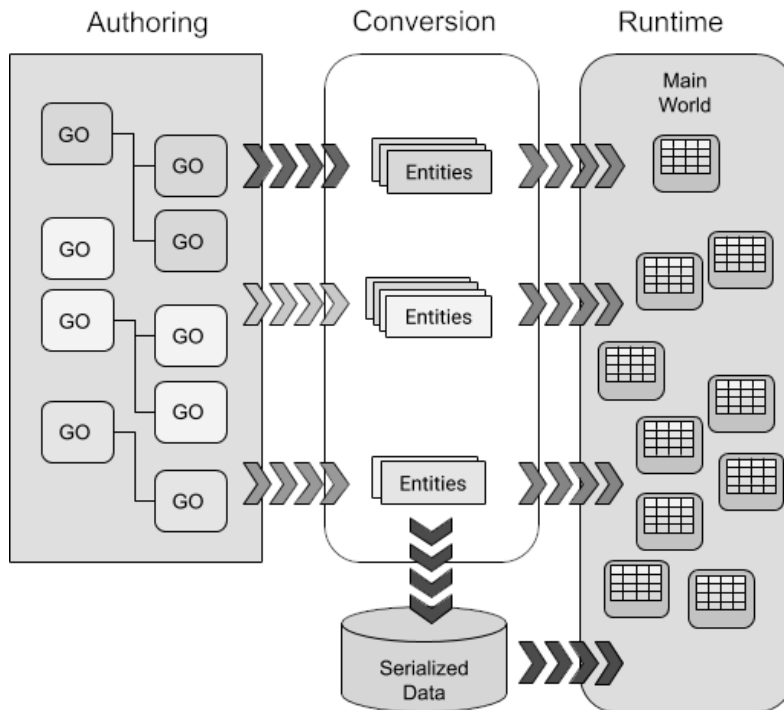 Authoring
Conversion
Runtime
GO
GO
GO
GO
GO
GO
GO
GO
GO
Entities
Entities
Entities
Serialized
Data
Main
World